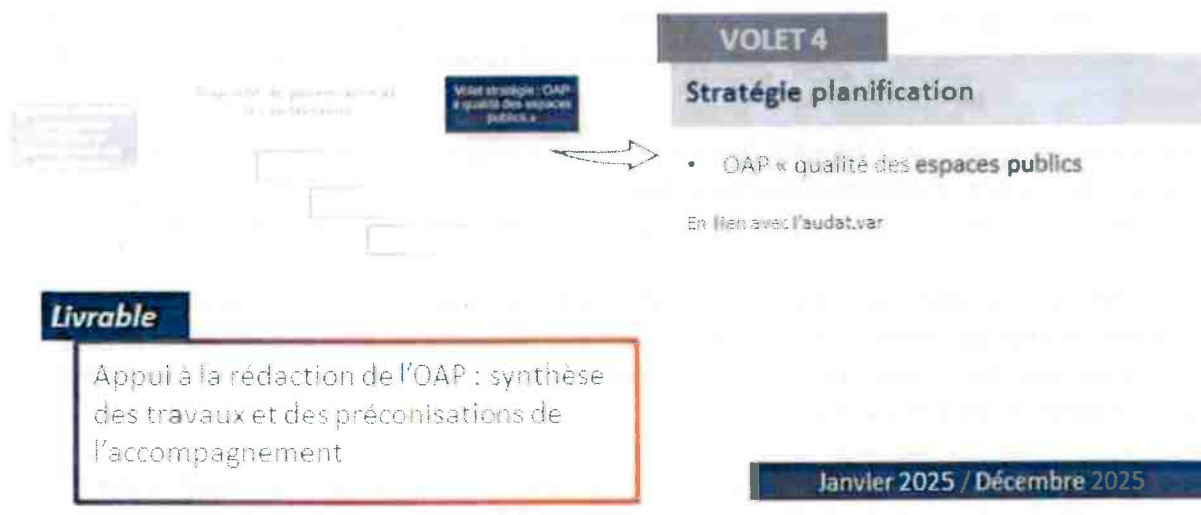 VOLET 4
Stratégie planification
Volet stratégie : OAP
« qualité des espaces
publics »
• OAP « qualité des espaces publics
En lien avec l'audat.var
Livrable
Appui à la rédaction de l'OAP : synthèse
des travaux et des préconisations de
l'accompagnement
Janvier 2025 / Décembre 2025